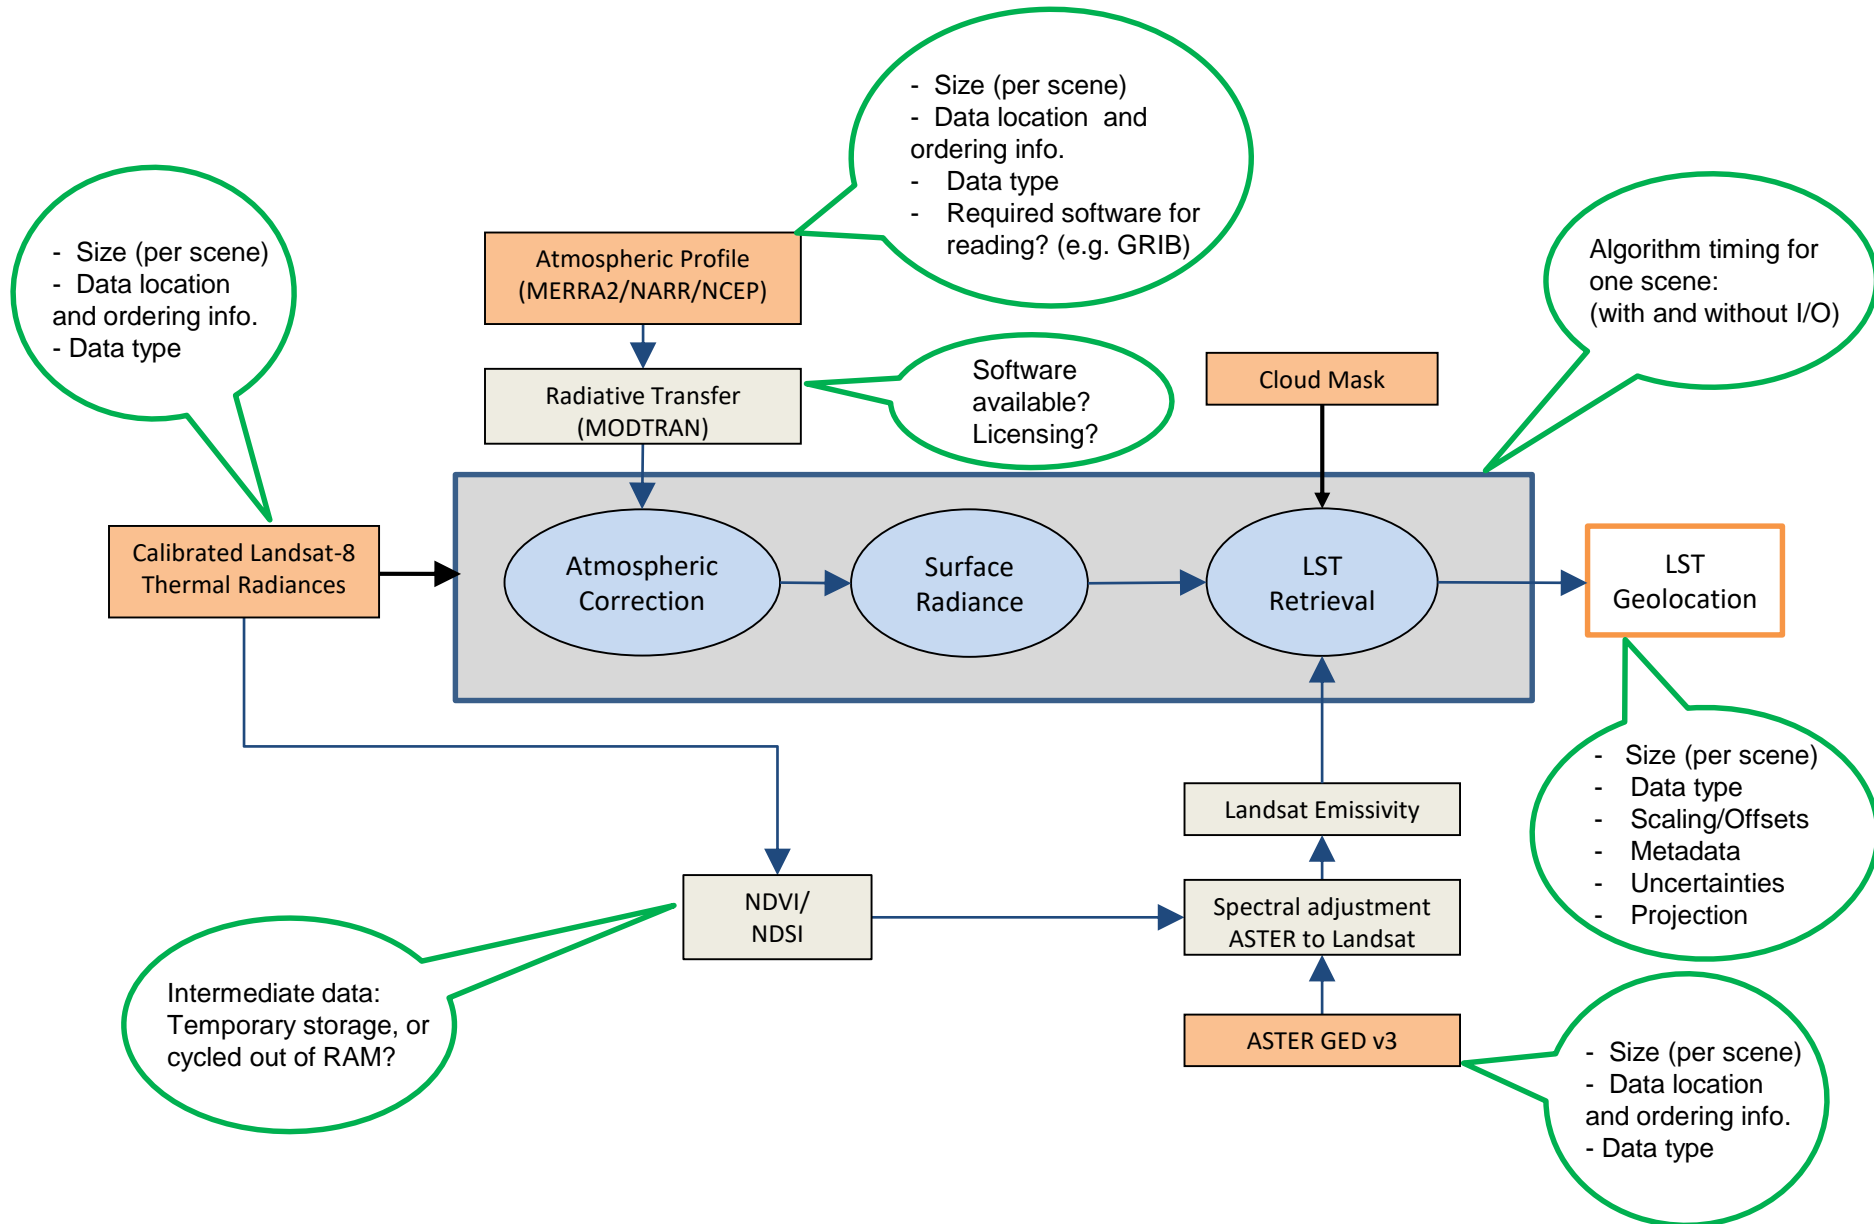 - Size (per scene)
- Data location and
ordering info.
- Data type
- Required software for
reading? (e.g. GRIB)
- Size (per scene)
- Data location
and ordering info.
- Data type
Atmospheric Profile
(MERRA2/NARR/NCEP)
Algorithm timing for
one scene:
(with and without I/O)
Radiative Transfer
(MODTRAN)
Software
available?
Licensing?
Cloud Mask
Calibrated Landsat-8
Thermal Radiances
Atmospheric
Correction
Surface
Radiance
LST
Retrieval
LST
Geolocation
- Size (per scene)
- Data type
- Scaling/Offsets
- Metadata
- Uncertainties
- Projection
Landsat Emissivity
NDVI/
NDSI
Spectral adjustment
ASTER to Landsat
Intermediate data:
Temporary storage, or
cycled out of RAM?
ASTER GED v3
- Size (per scene)
- Data location
and ordering info.
- Data type